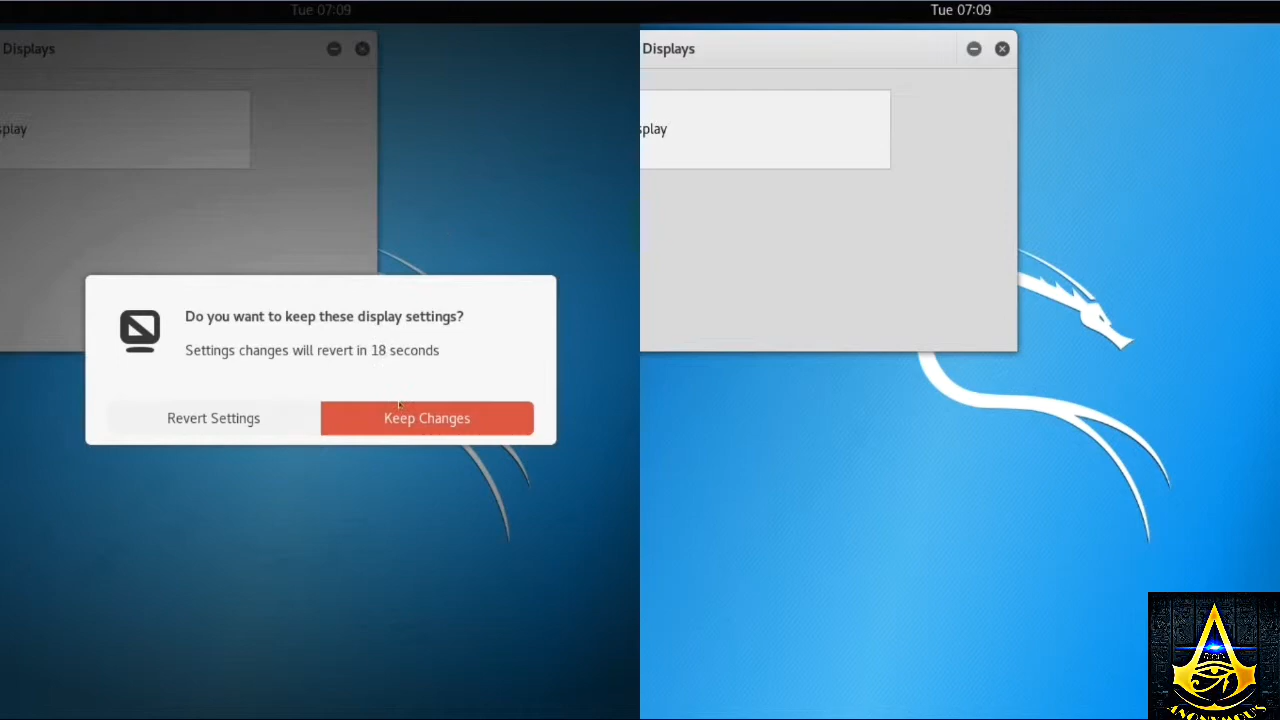 Tue 07:09
Tue 07:09
Displays
Displays
splay
splay
Do you want to keep these display settings?
Settings changes will revert in 18 seconds
Revert Settings
Keep Changes